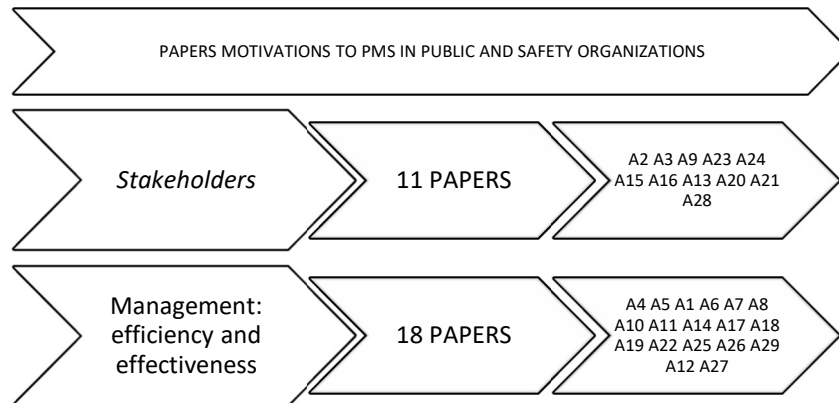 PAPERS MOTIVATIONS TO PMS IN PUBLIC AND SAFETY ORGANIZATIONS
Stakeholders
11 PAPERS
A2 A3 A9 A23 A24
A15 A16 A13 A20 A21
A28
Management:
efficiency and
effectiveness
18 PAPERS
A4 A5 A1 A6 A7 A8
A10 A11 A14 A17 A18
A19 A22 A25 A26 A29
A12 A27